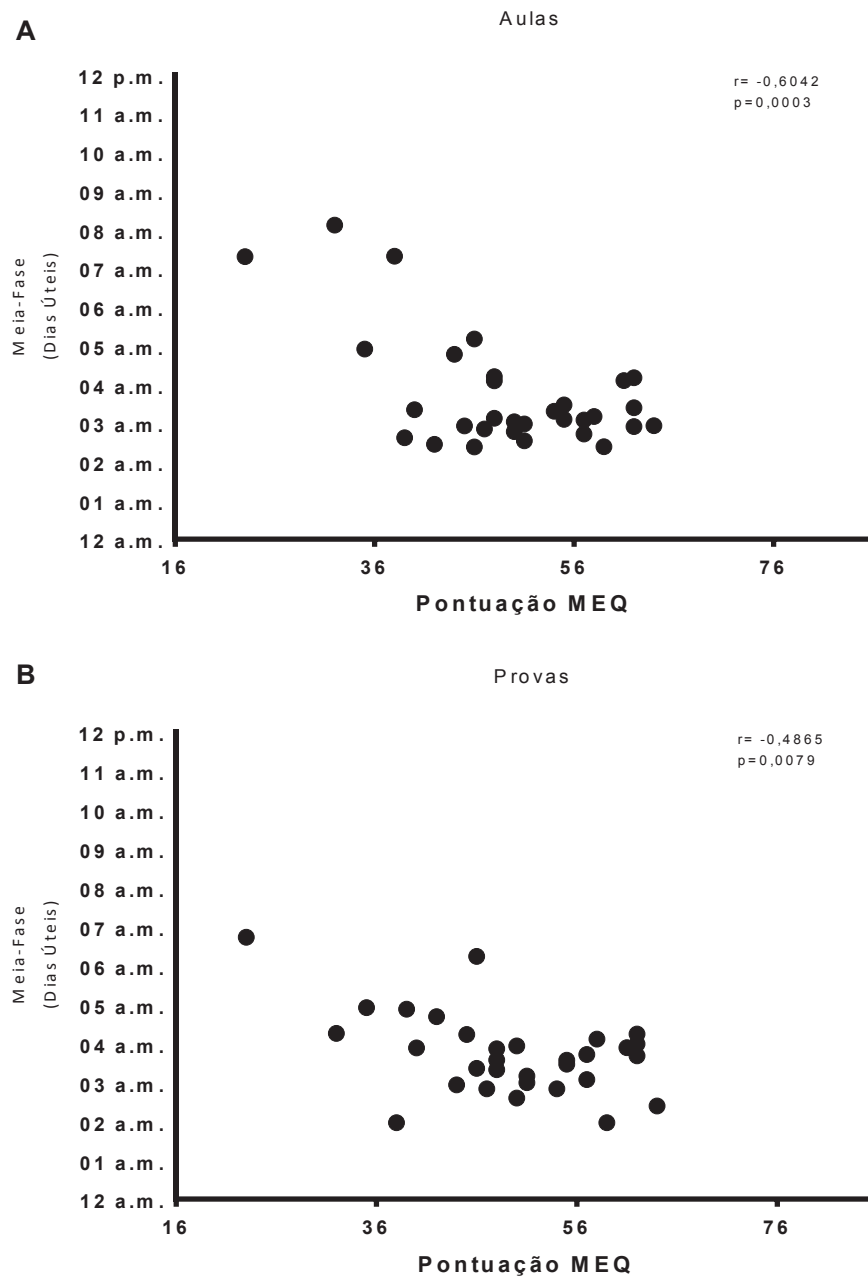 A
Aulas
r= -0,6042
p=0,0003
12 p.m.
11 a.m.
10 a.m.
09 a.m.
08 a.m.
07 a.m.
06 a.m.
05 a.m.
04 a.m.
03 a.m.
02 a.m.
01 a.m.
12 a.m.
Meia-Fase
(Dias Úteis)
16 36 56 76
Pontuação MEQ
B
Provas
r= -0,4865
p=0,0079
12 p.m.
11 a.m.
10 a.m.
09 a.m.
08 a.m.
07 a.m.
06 a.m.
05 a.m.
04 a.m.
03 a.m.
02 a.m.
01 a.m.
12 a.m.
Meia-Fase
(Dias Úteis)
16 36 56 76
Pontuação MEQ